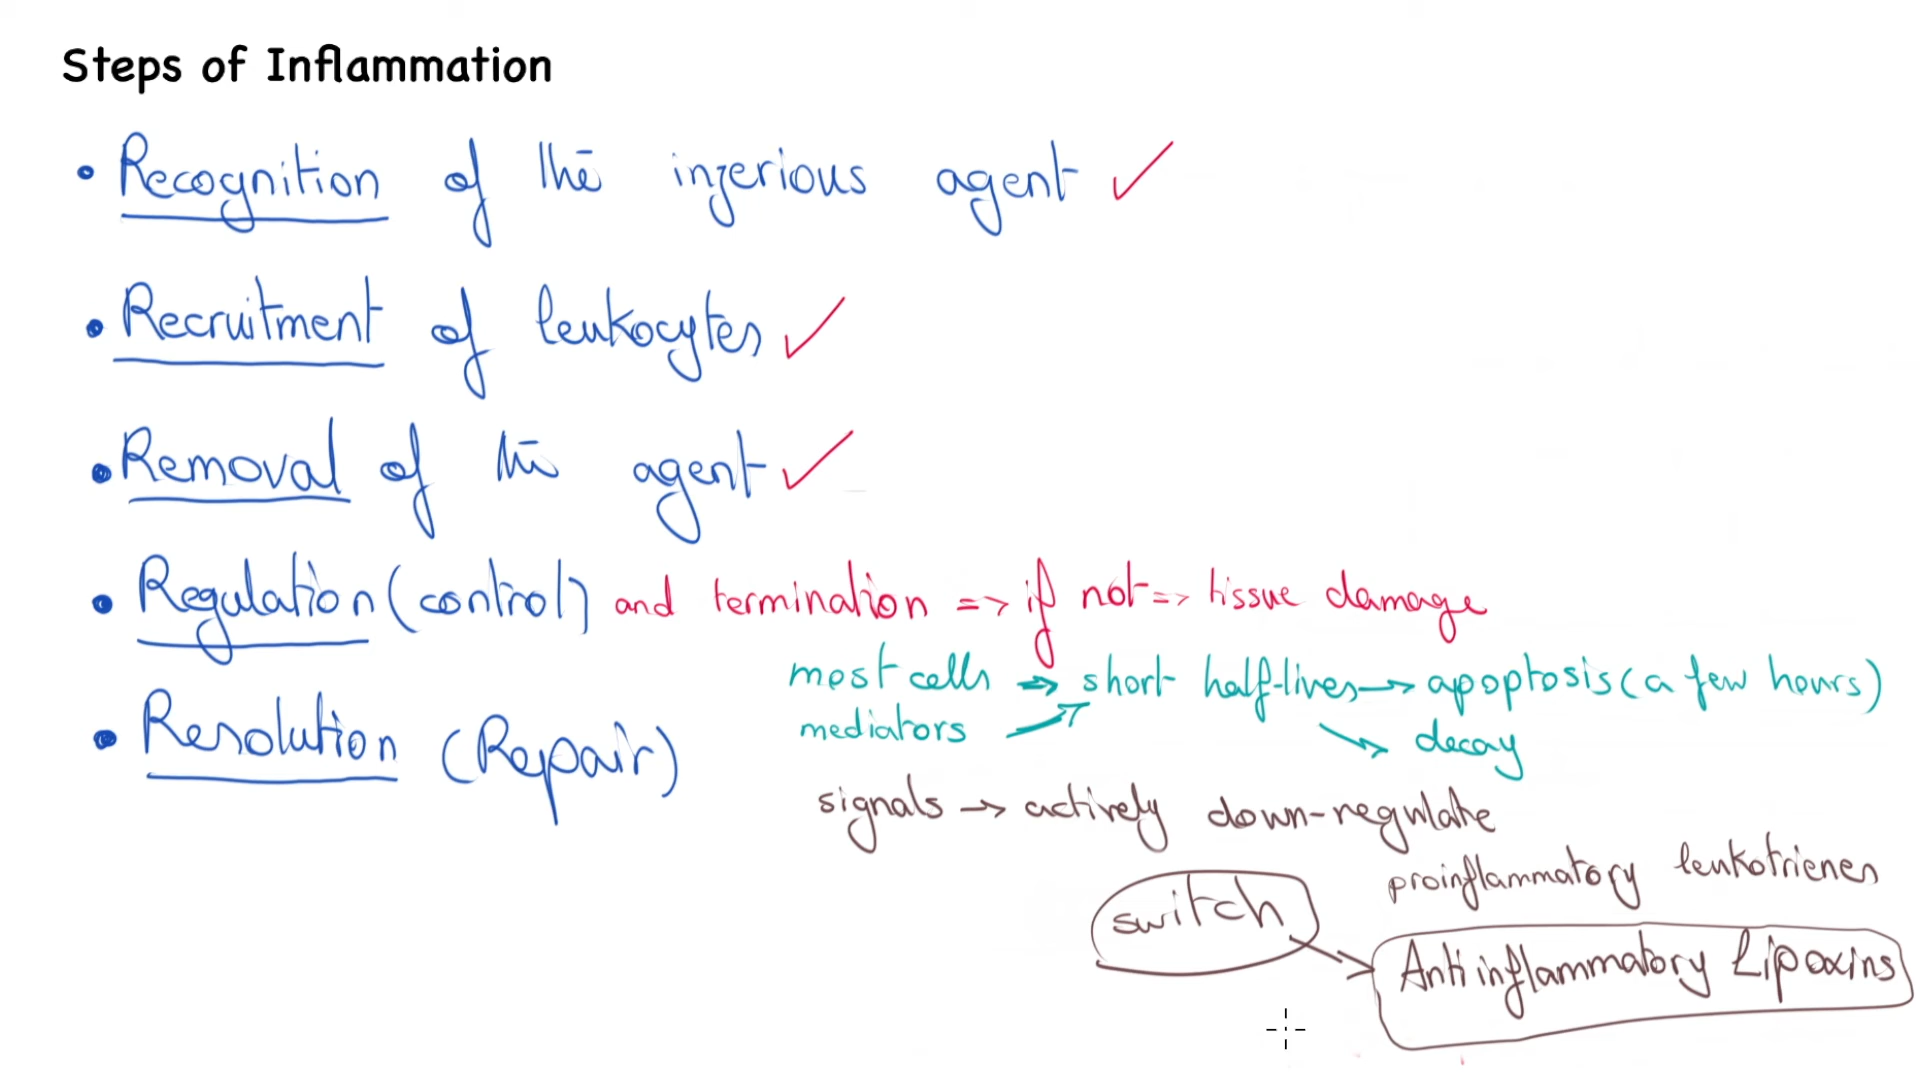 Steps of Inflammation
• Recognition of the injerious agent ✓
• Recruitment of leukocytes ✓
• Removal of the agent ✓
• Regulation (control) and termination => if not => tissue damage
most cells → short half-lives → apoptosis (a few hours)
mediators ↗ ↘ decay
• Resolution (Repair)
signals → actively down-regulate
proinflammatory leukotrienes
switch →
Anti inflammatory Lipoxins